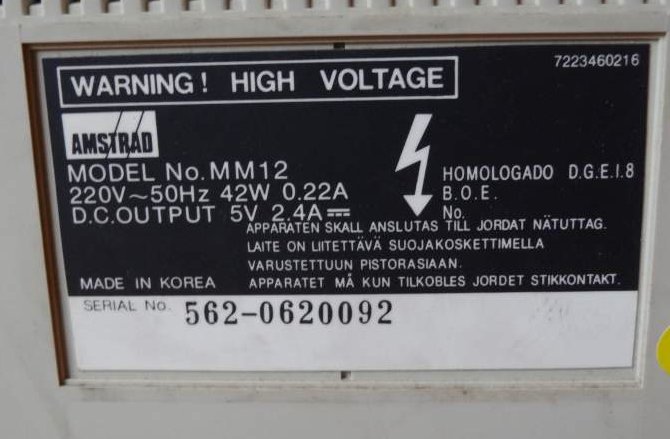 WARNING! HIGH VOLTAGE
7223460216
AMSTRAD
MODEL No. MM12
220V~50Hz 42W 0.22A
D.C.OUTPUT 5V 2.4A⎓
HOMOLOGADO D.G.E.I.8
B.O.E.
No.
APPARATEN SKALL ANSLUTAS TILL JORDAT NÄTUTTAG.
LAITE ON LIITETTÄVÄ SUOJAKOSKETTIMELLA
VARUSTETTUUN PISTORASIAAN.
MADE IN KOREA
APPARATET MÅ KUN TILKOBLES JORDET STIKKONTAKT.
SERIAL No. 562-0620092